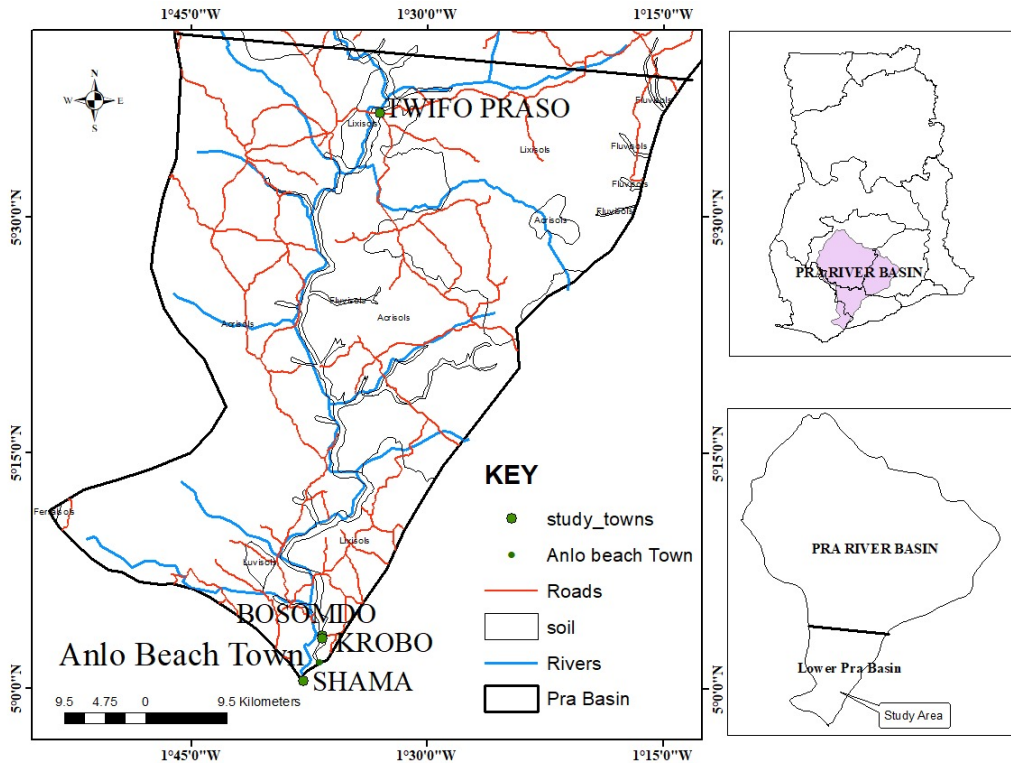 1°45'0"W
1°30'0"W
1°15'0"W
N
W E
S
TWIFO PRASO
Lixisols
Fluvisols
Lixisols
Fluvisols
Fluvisols
Fluvisols
Acrisols
5°30'0"N
5°30'0"N
Fluvisols
Acrisols
Acrisols
5°15'0"N
5°15'0"N
Ferralsols
Lixisols
Luvisols
BOSOMDO
KROBO
Anlo Beach Town
SHAMA
5°0'0"N
5°0'0"N
9.5 4.75 0 9.5 Kilometers
1°45'0"W
1°30'0"W
1°15'0"W
KEY
study_towns
Anlo beach Town
Roads
soil
Rivers
Pra Basin
PRA RIVER BASIN
PRA RIVER BASIN
Lower Pra Basin
Study Area